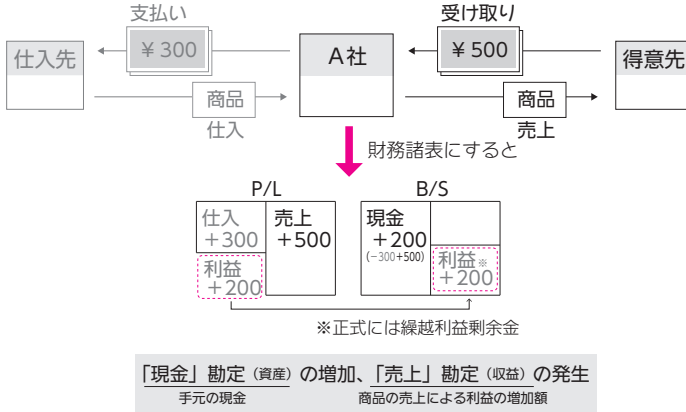 支払い
受け取り
仕入先
¥300
A社
¥500
得意先
商品
商品
仕入
売上
財務諸表にすると
P/L
B/S
仕入
+300
売上
+500
利益
+200
現金
+200
(-300+500)
利益※
+200
※正式には繰越利益剰余金
「現金」勘定（資産）の増加、「売上」勘定（収益）の発生
手元の現金
商品の売上による利益の増加額